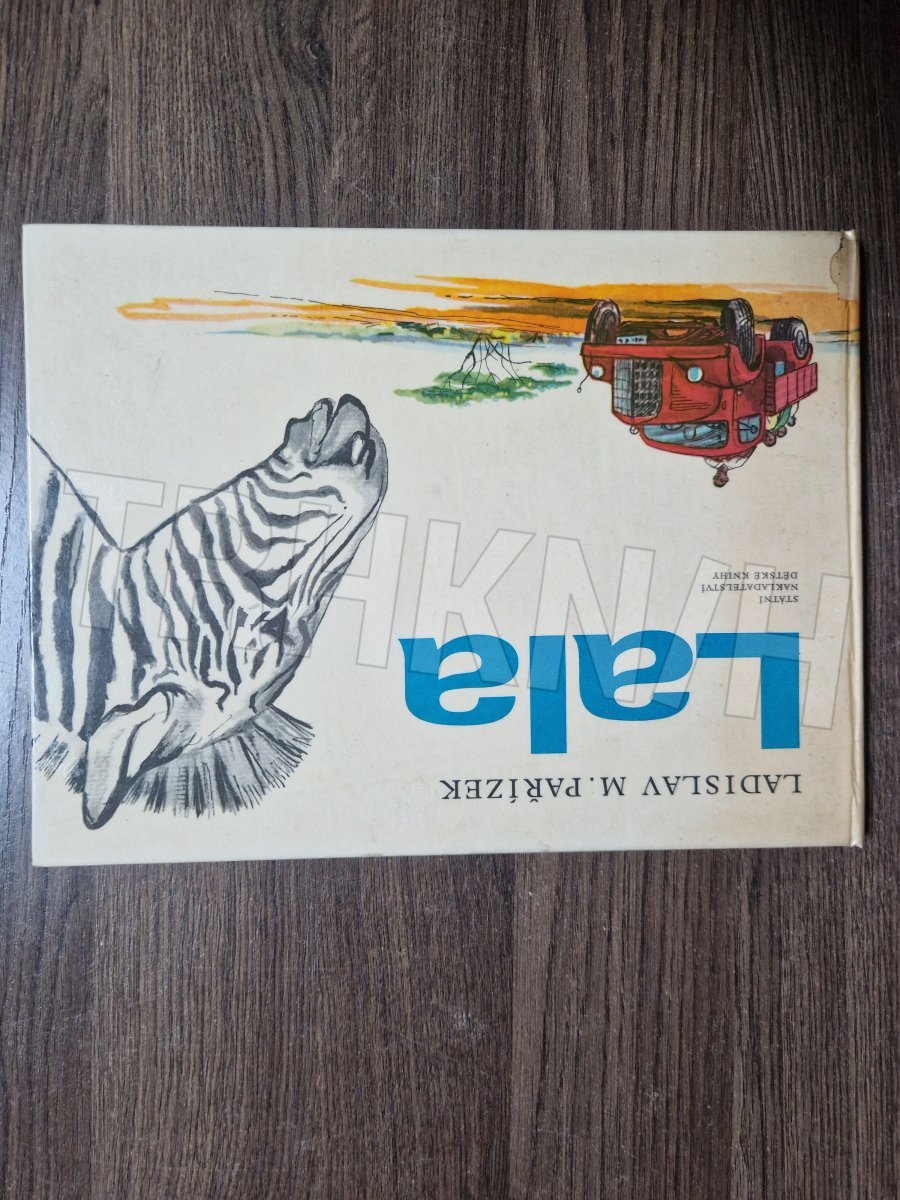 LADISLAV M. PAŘÍZEK
Lala
STÁTNÍ
NAKLADATELSTVÍ
DĚTSKÉ KNIHY